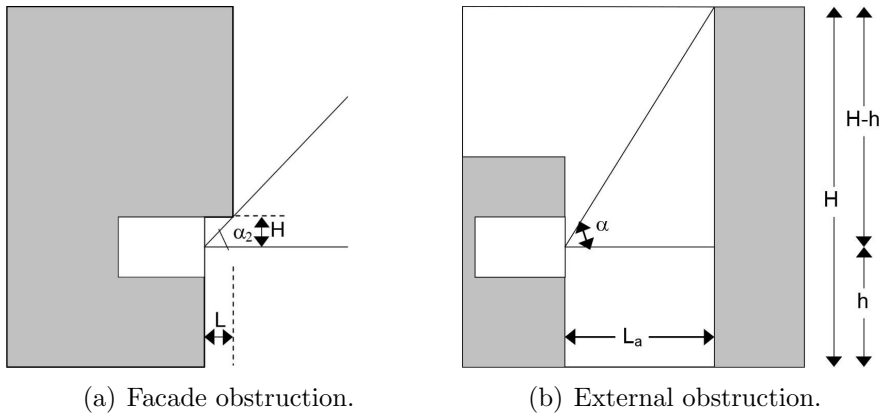 α₂
H
L
(a) Facade obstruction.
α
H-h
H
h
Lₐ
(b) External obstruction.